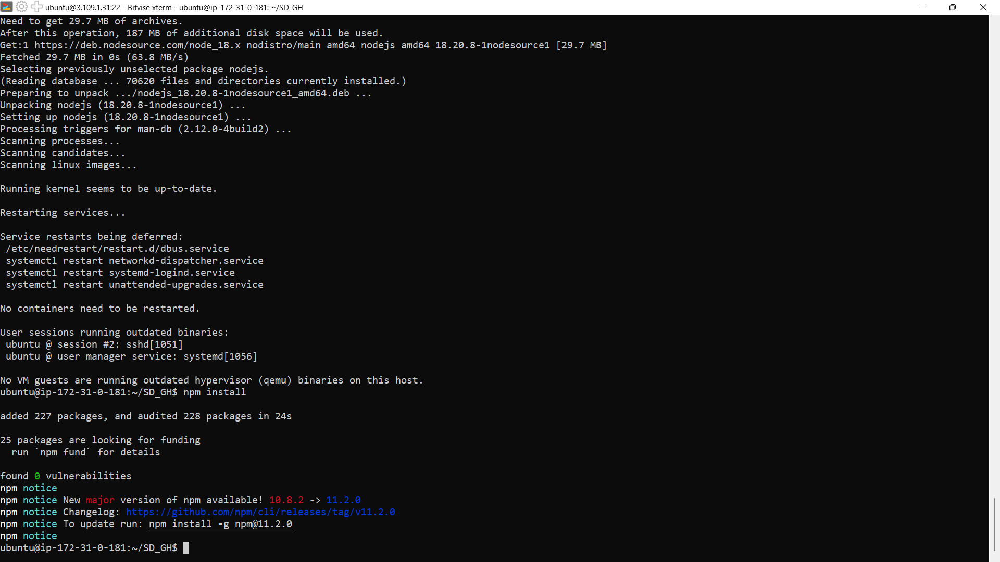 ubuntu@3.109.1.31:22 - Bitvise xterm - ubuntu@ip-172-31-0-181: ~/SD_GH
Need to get 29.7 MB of archives.
After this operation, 187 MB of additional disk space will be used.
Get:1 https://deb.nodesource.com/node_18.x nodistro/main amd64 nodejs amd64 18.20.8-1nodesource1 [29.7 MB]
Fetched 29.7 MB in 0s (63.8 MB/s)
Selecting previously unselected package nodejs.
(Reading database ... 70620 files and directories currently installed.)
Preparing to unpack .../nodejs_18.20.8-1nodesource1_amd64.deb ...
Unpacking nodejs (18.20.8-1nodesource1) ...
Setting up nodejs (18.20.8-1nodesource1) ...
Processing triggers for man-db (2.12.0-4build2) ...
Scanning processes...
Scanning candidates...
Scanning linux images...
Running kernel seems to be up-to-date.
Restarting services...
Service restarts being deferred:
 /etc/needrestart/restart.d/dbus.service
 systemctl restart networkd-dispatcher.service
 systemctl restart systemd-logind.service
 systemctl restart unattended-upgrades.service
No containers need to be restarted.
User sessions running outdated binaries:
 ubuntu @ session #2: sshd[1051]
 ubuntu @ user manager service: systemd[1056]
No VM guests are running outdated hypervisor (qemu) binaries on this host.
ubuntu@ip-172-31-0-181:~/SD_GH$ npm install
added 227 packages, and audited 228 packages in 24s
25 packages are looking for funding
  run `npm fund` for details
found 0 vulnerabilities
npm notice
npm notice New major version of npm available! 10.8.2 -> 11.2.0
npm notice Changelog: https://github.com/npm/cli/releases/tag/v11.2.0
npm notice To update run: npm install -g npm@11.2.0
npm notice
ubuntu@ip-172-31-0-181:~/SD_GH$